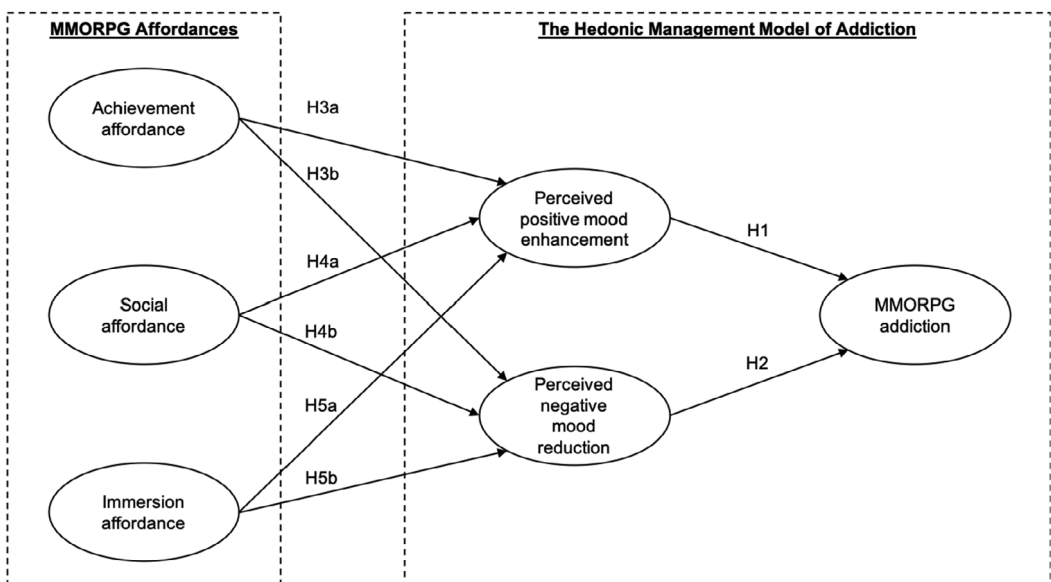 MMORPG Affordances
The Hedonic Management Model of Addiction
Achievement
affordance
H3a
H3b
Perceived
positive mood
enhancement
H1
H4a
Social
affordance
H4b
MMORPG
addiction
H2
Perceived
negative
mood
reduction
H5a
H5b
Immersion
affordance